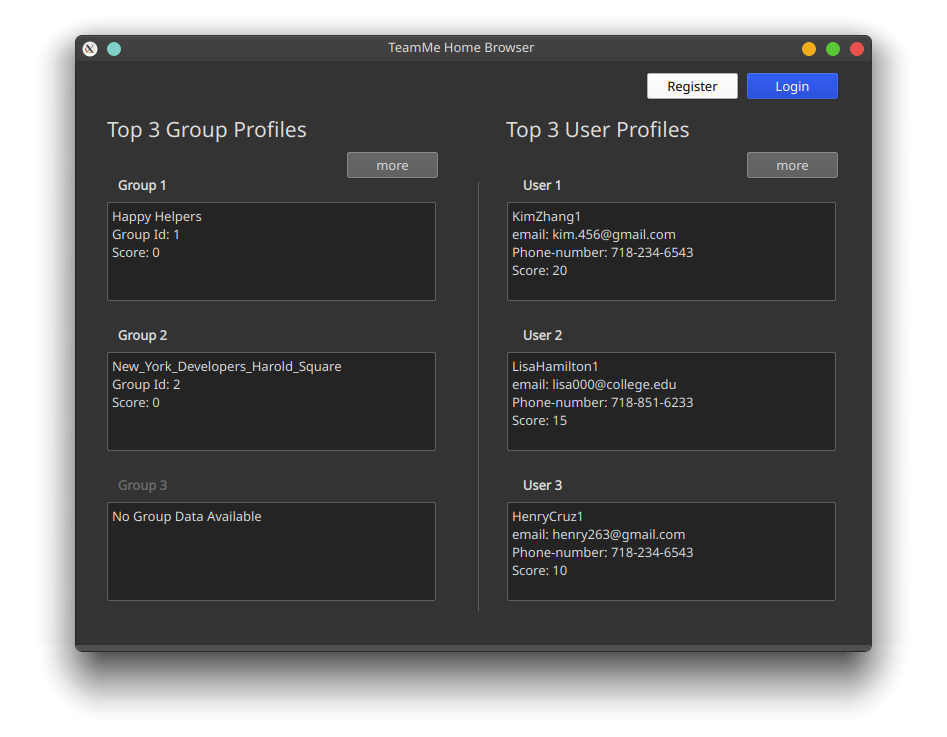 TeamMe Home Browser
Register
Login
Top 3 Group Profiles
more
Group 1
Happy Helpers
Group Id: 1
Score: 0
Group 2
New_York_Developers_Harold_Square
Group Id: 2
Score: 0
Group 3
No Group Data Available
Top 3 User Profiles
more
User 1
KimZhang1
email: kim.456@gmail.com
Phone-number: 718-234-6543
Score: 20
User 2
LisaHamilton1
email: lisa000@college.edu
Phone-number: 718-851-6233
Score: 15
User 3
HenryCruz1
email: henry263@gmail.com
Phone-number: 718-234-6543
Score: 10